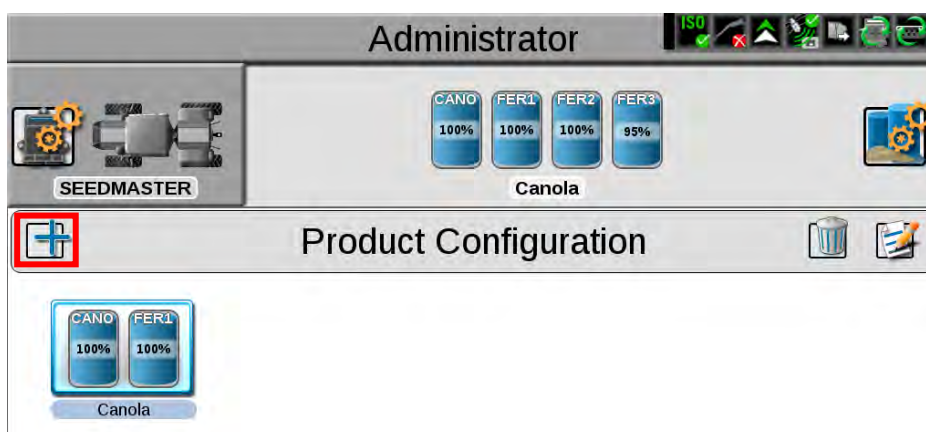 Administrator
ISO
CANO FER1 FER2 FER3
100% 100% 100% 95%
SEEDMASTER
Canola
Product Configuration
CANO FER1
100% 100%
Canola